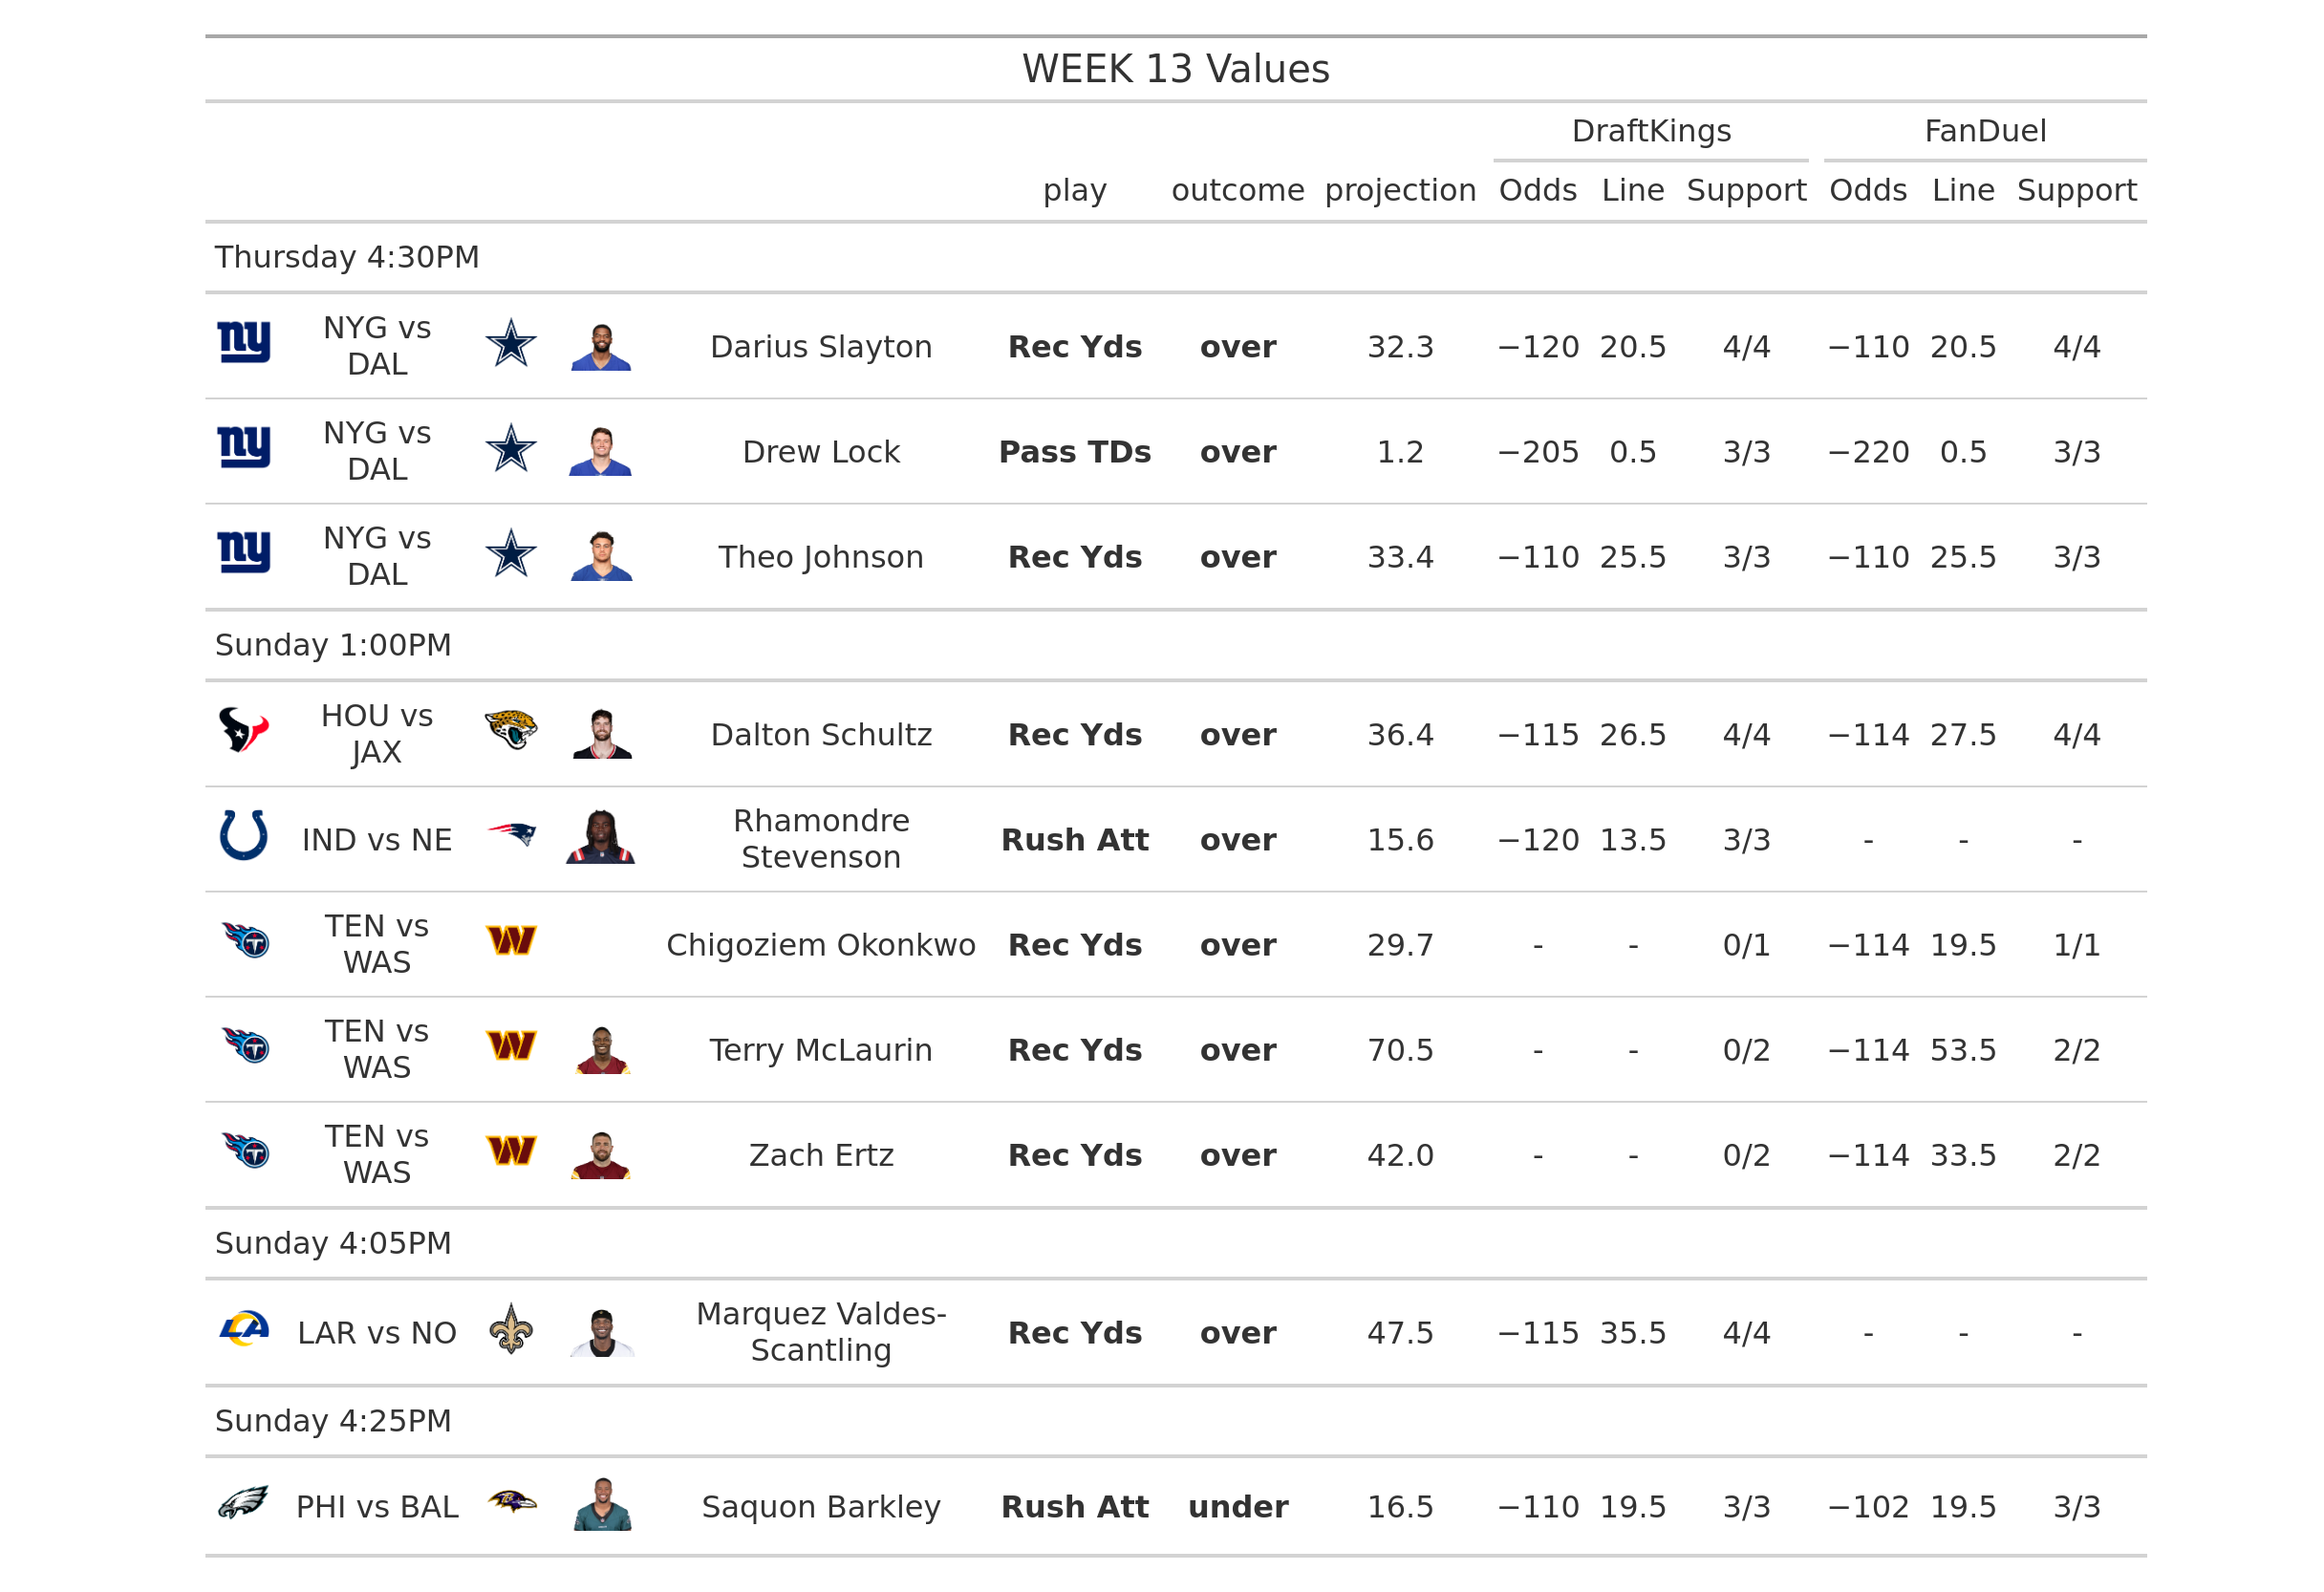 WEEK 13 Values
DraftKings FanDuel
play outcome projection Odds Line Support Odds Line Support
Thursday 4:30PM
ny NYG vs DAL Darius Slayton Rec Yds over 32.3 −120 20.5 4/4 −110 20.5 4/4
ny NYG vs DAL Drew Lock Pass TDs over 1.2 −205 0.5 3/3 −220 0.5 3/3
ny NYG vs DAL Theo Johnson Rec Yds over 33.4 −110 25.5 3/3 −110 25.5 3/3
Sunday 1:00PM
HOU vs JAX Dalton Schultz Rec Yds over 36.4 −115 26.5 4/4 −114 27.5 4/4
IND vs NE Rhamondre Stevenson Rush Att over 15.6 −120 13.5 3/3 - - -
T TEN vs WAS W Chigoziem Okonkwo Rec Yds over 29.7 - - 0/1 −114 19.5 1/1
T TEN vs WAS W Terry McLaurin Rec Yds over 70.5 - - 0/2 −114 53.5 2/2
T TEN vs WAS W Zach Ertz Rec Yds over 42.0 - - 0/2 −114 33.5 2/2
Sunday 4:05PM
LA LAR vs NO Marquez Valdes-Scantling Rec Yds over 47.5 −115 35.5 4/4 - - -
Sunday 4:25PM
PHI vs BAL Saquon Barkley Rush Att under 16.5 −110 19.5 3/3 −102 19.5 3/3